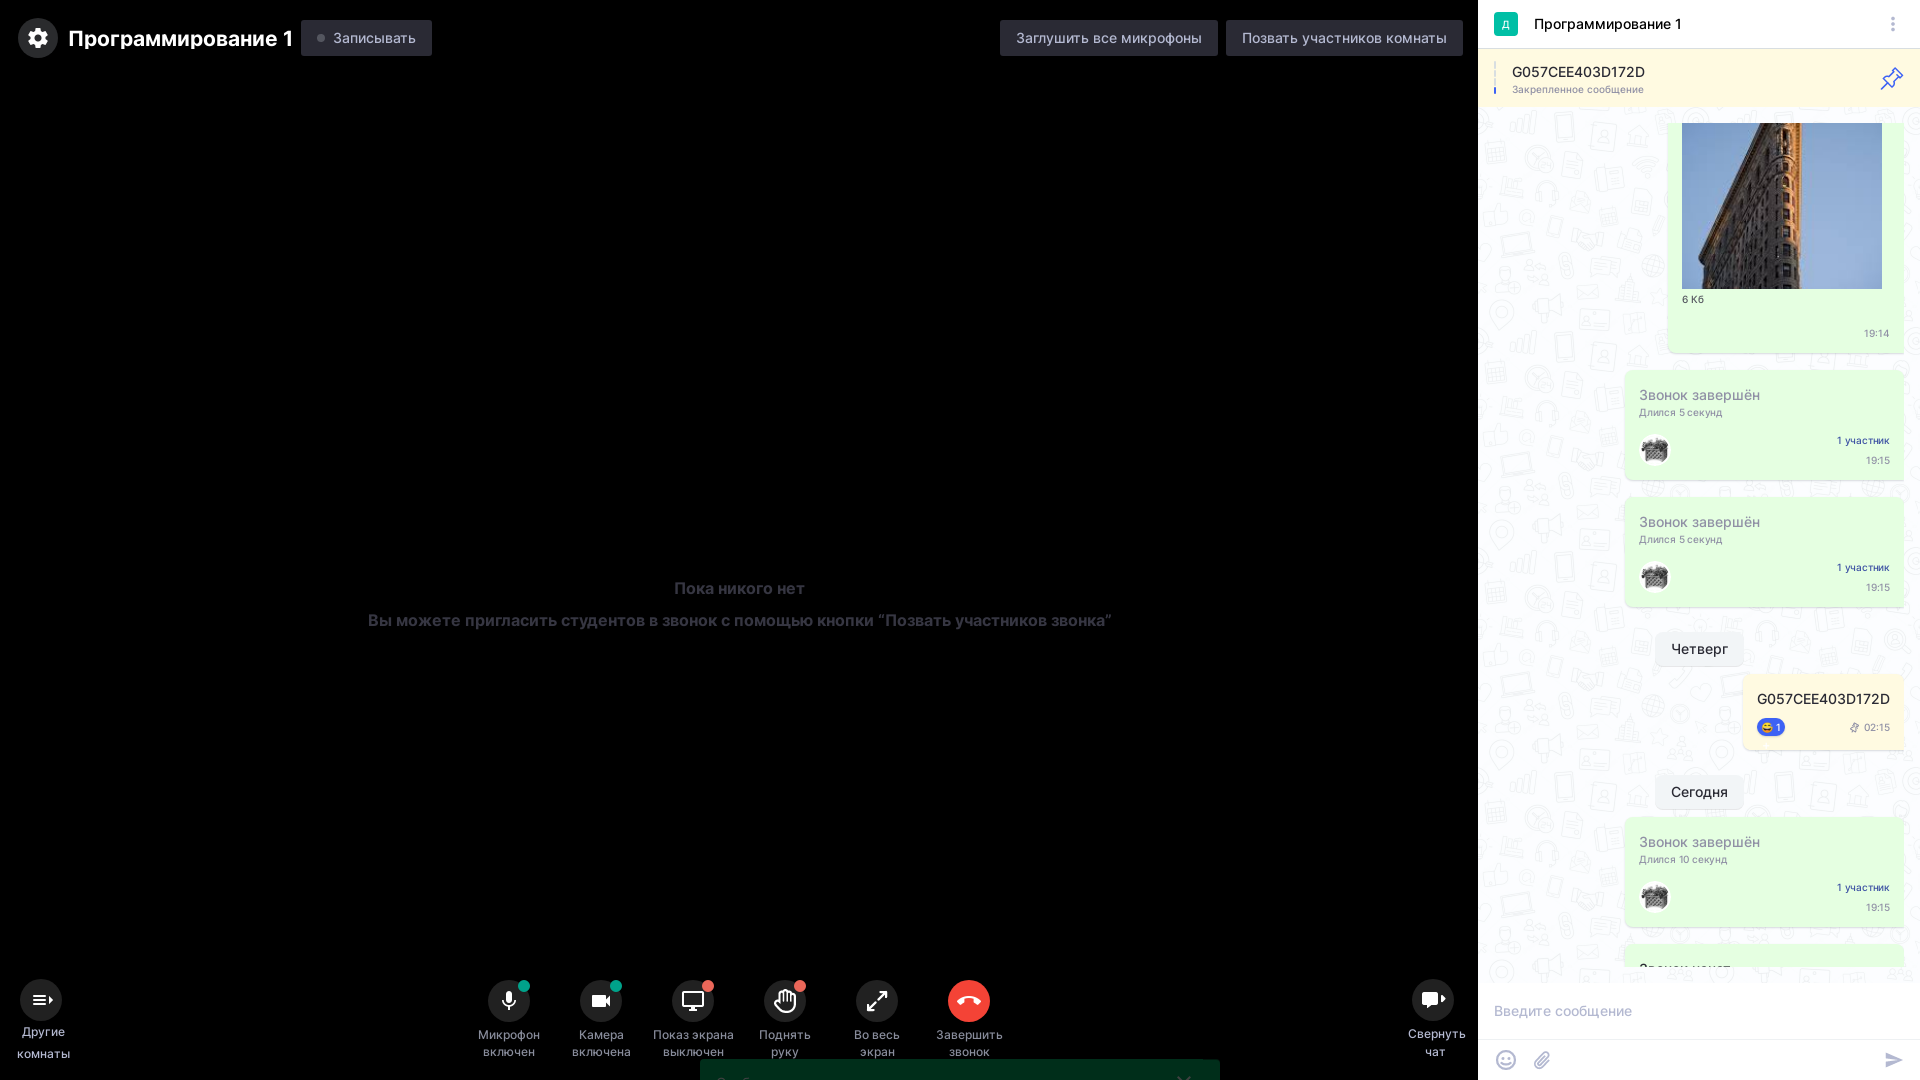 Программирование 1
Записывать
Заглушить все микрофоны
Позвать участников комнаты
Пока никого нет
Вы можете пригласить студентов в звонок с помощью кнопки “Позвать участников звонка”
Другие
комнаты
Микрофон
включен
Камера
включена
Показ экрана
выключен
Поднять
руку
Во весь
экран
Завершить
звонок
Свернуть
чат
Д
Программирование 1
G057CEE403D172D
Закрепленное сообщение
6 Кб
19:14
Звонок завершён
Длился 5 секунд
1 участник
19:15
Звонок завершён
Длился 5 секунд
1 участник
19:15
Четверг
G057CEE403D172D
1
02:15
Сегодня
Звонок завершён
Длился 10 секунд
1 участник
19:15
Введите сообщение